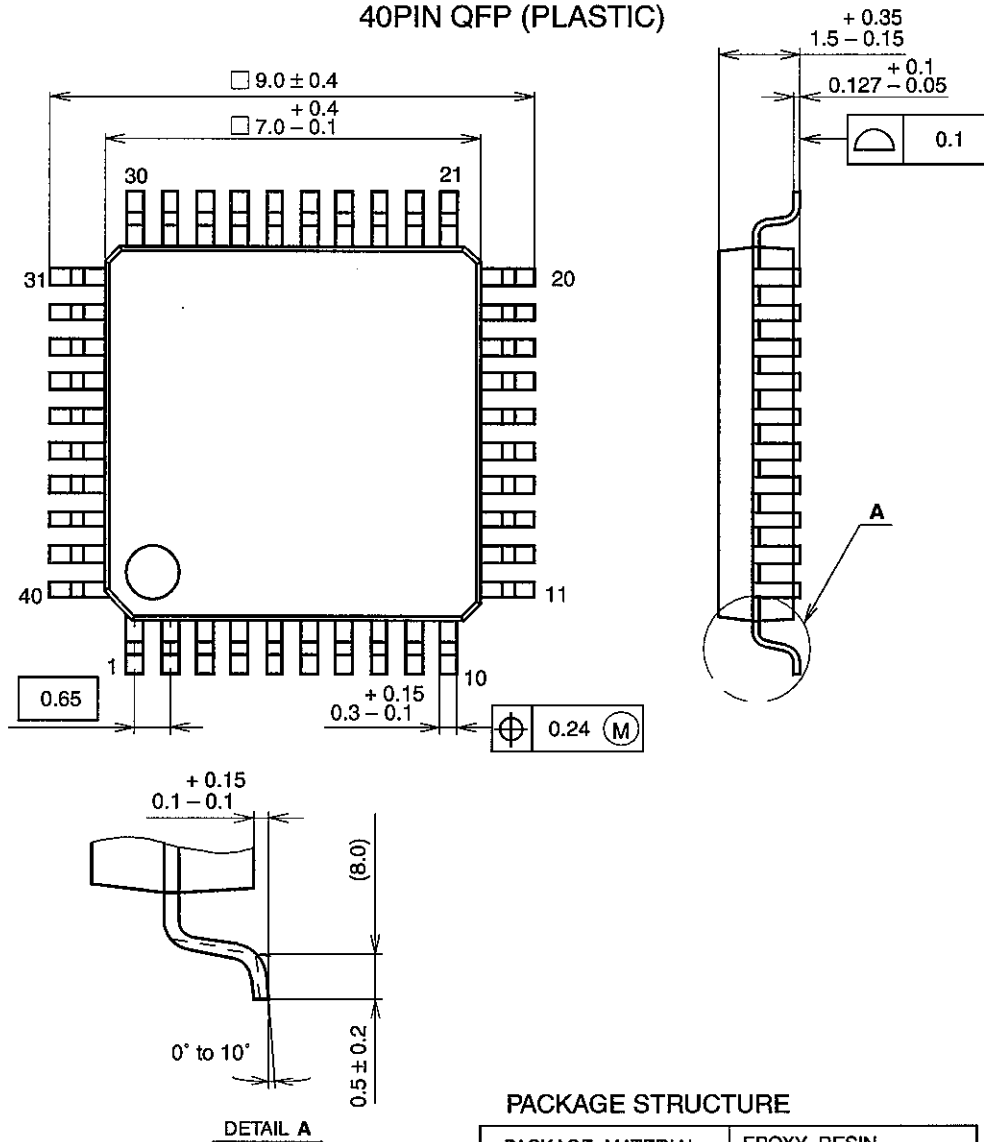 40PIN QFP (PLASTIC)
+ 0.35
1.5 – 0.15
+ 0.1
0.127 – 0.05
0.1
□ 9.0 ± 0.4
+ 0.4
□ 7.0 – 0.1
30
21
31
20
40
11
1
10
A
0.65
+ 0.15
0.3 – 0.1
0.24 Ⓜ
+ 0.15
0.1 – 0.1
(8.0)
0.5 ± 0.2
0° to 10°
DETAIL A
PACKAGE STRUCTURE
PACKAGE MATERIAL
EPOXY RESIN